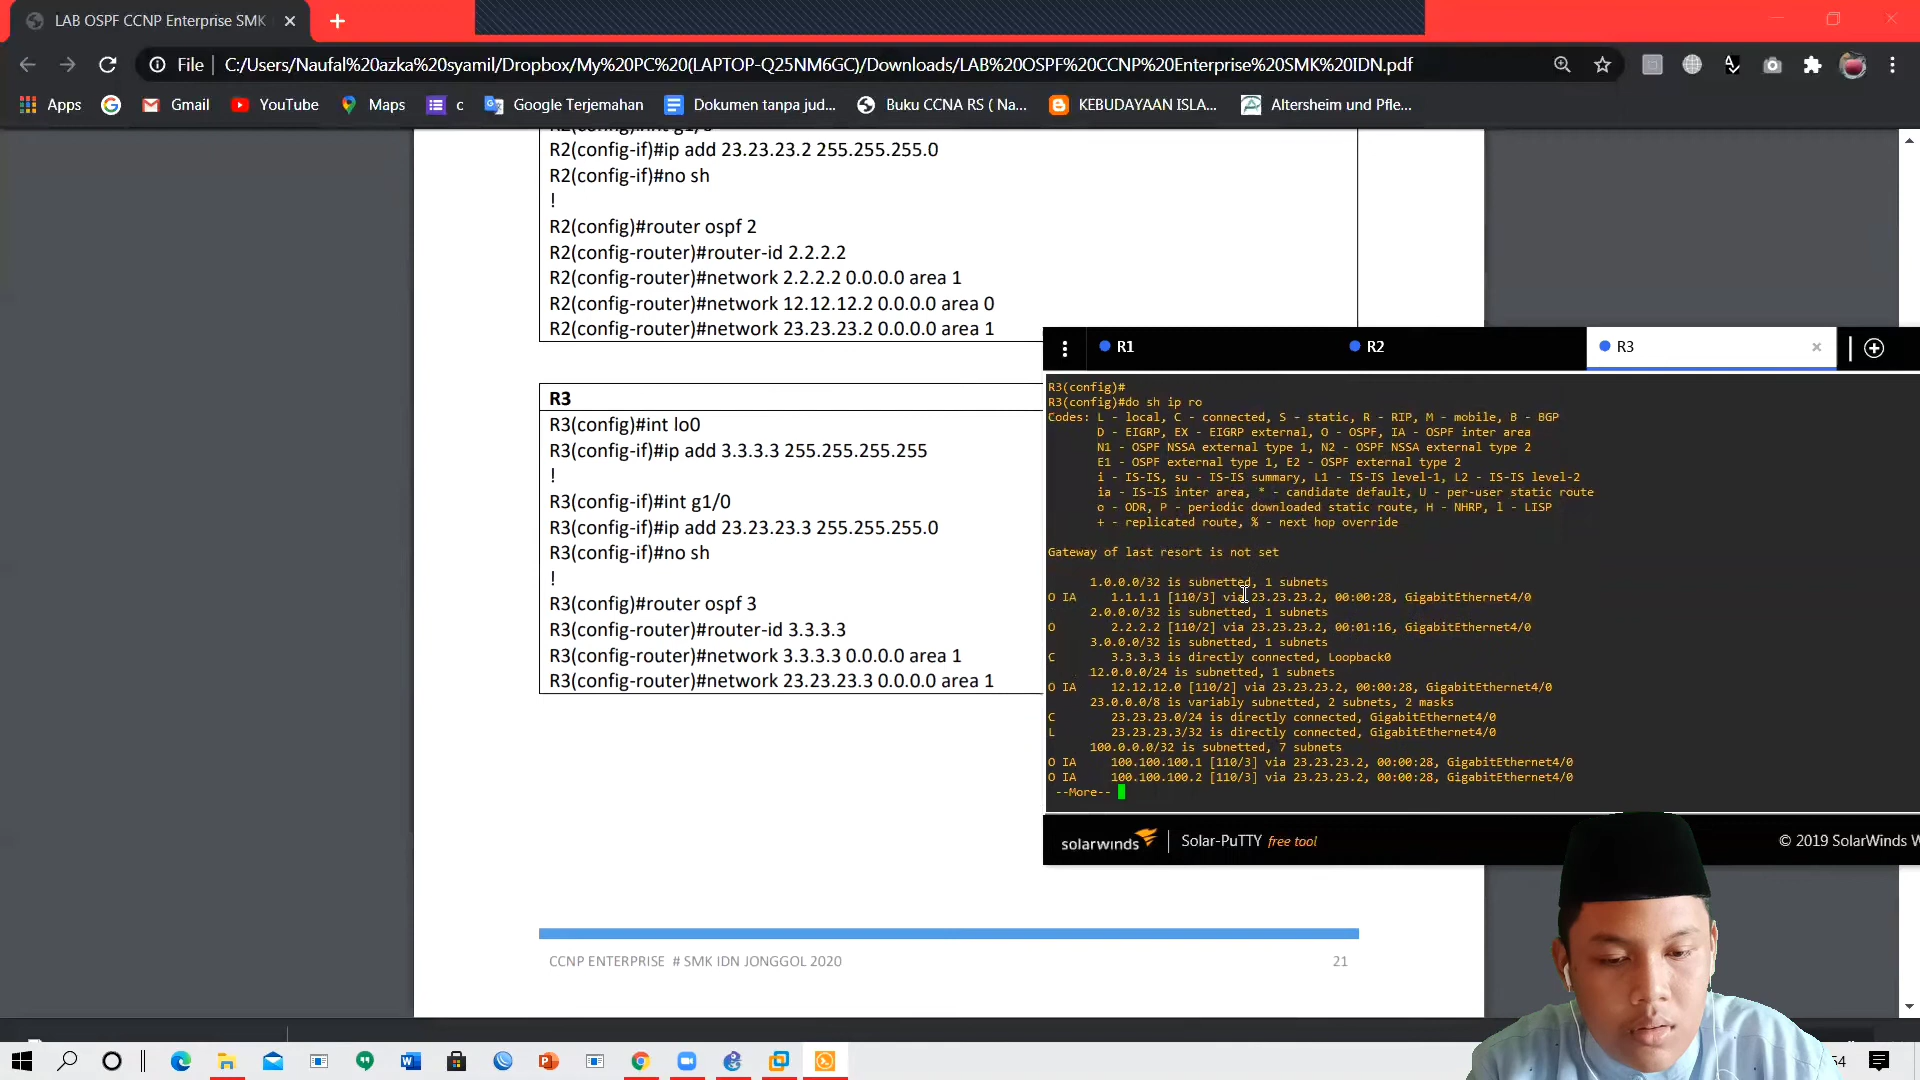 LAB OSPF CCNP Enterprise SMK
File
C:/Users/Naufal%20azka%20syamil/Dropbox/My%20PC%20(LAPTOP-Q25NM6GC)/Downloads/LAB%20OSPF%20CCNP%20Enterprise%20SMK%20IDN.pdf
Apps
Gmail
YouTube
Maps
c
Google Terjemahan
Dokumen tanpa jud...
Buku CCNA RS ( Na...
KEBUDAYAAN ISLA...
Altersheim und Pfle...
R2(config-if)#ip add 23.23.23.2 255.255.255.0
R2(config-if)#no sh
!
R2(config)#router ospf 2
R2(config-router)#router-id 2.2.2.2
R2(config-router)#network 2.2.2.2 0.0.0.0 area 1
R2(config-router)#network 12.12.12.2 0.0.0.0 area 0
R2(config-router)#network 23.23.23.2 0.0.0.0 area 1
R3
R3(config)#int lo0
R3(config-if)#ip add 3.3.3.3 255.255.255.255
!
R3(config-if)#int g1/0
R3(config-if)#ip add 23.23.23.3 255.255.255.0
R3(config-if)#no sh
!
R3(config)#router ospf 3
R3(config-router)#router-id 3.3.3.3
R3(config-router)#network 3.3.3.3 0.0.0.0 area 1
R3(config-router)#network 23.23.23.3 0.0.0.0 area 1
CCNP ENTERPRISE # SMK IDN JONGGOL 2020
21
R1
R2
R3
R3(config)#
R3(config)#do sh ip ro
Codes: L - local, C - connected, S - static, R - RIP, M - mobile, B - BGP
D - EIGRP, EX - EIGRP external, O - OSPF, IA - OSPF inter area
N1 - OSPF NSSA external type 1, N2 - OSPF NSSA external type 2
E1 - OSPF external type 1, E2 - OSPF external type 2
i - IS-IS, su - IS-IS summary, L1 - IS-IS level-1, L2 - IS-IS level-2
ia - IS-IS inter area, * - candidate default, U - per-user static route
o - ODR, P - periodic downloaded static route, H - NHRP, l - LISP
+ - replicated route, % - next hop override
Gateway of last resort is not set
1.0.0.0/32 is subnetted, 1 subnets
O IA 1.1.1.1 [110/3] via 23.23.23.2, 00:00:28, GigabitEthernet4/0
2.0.0.0/32 is subnetted, 1 subnets
O 2.2.2.2 [110/2] via 23.23.23.2, 00:01:16, GigabitEthernet4/0
3.0.0.0/32 is subnetted, 1 subnets
C 3.3.3.3 is directly connected, Loopback0
12.0.0.0/24 is subnetted, 1 subnets
O IA 12.12.12.0 [110/2] via 23.23.23.2, 00:00:28, GigabitEthernet4/0
23.0.0.0/8 is variably subnetted, 2 subnets, 2 masks
C 23.23.23.0/24 is directly connected, GigabitEthernet4/0
L 23.23.23.3/32 is directly connected, GigabitEthernet4/0
100.0.0.0/32 is subnetted, 7 subnets
O IA 100.100.100.1 [110/3] via 23.23.23.2, 00:00:28, GigabitEthernet4/0
O IA 100.100.100.2 [110/3] via 23.23.23.2, 00:00:28, GigabitEthernet4/0
--More--
solarwinds
Solar-PuTTY free tool
© 2019 SolarWinds W
54